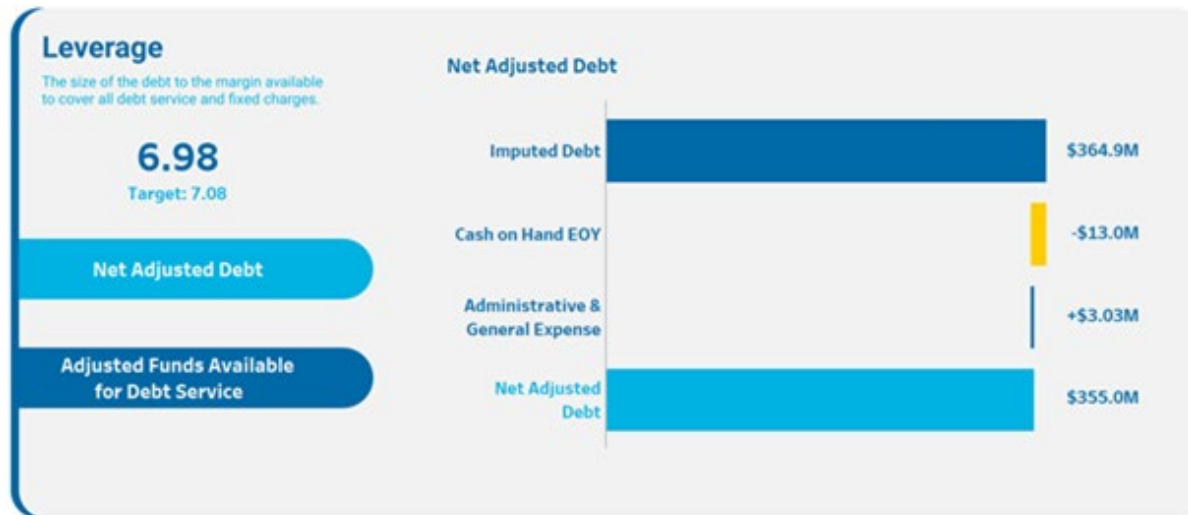 Leverage
The size of the debt to the margin available
to cover all debt service and fixed charges.
6.98
Target: 7.08
Net Adjusted Debt
Adjusted Funds Available
for Debt Service
Net Adjusted Debt
Imputed Debt
$364.9M
Cash on Hand EOY
-$13.0M
Administrative &
General Expense
+$3.03M
Net Adjusted
Debt
$355.0M